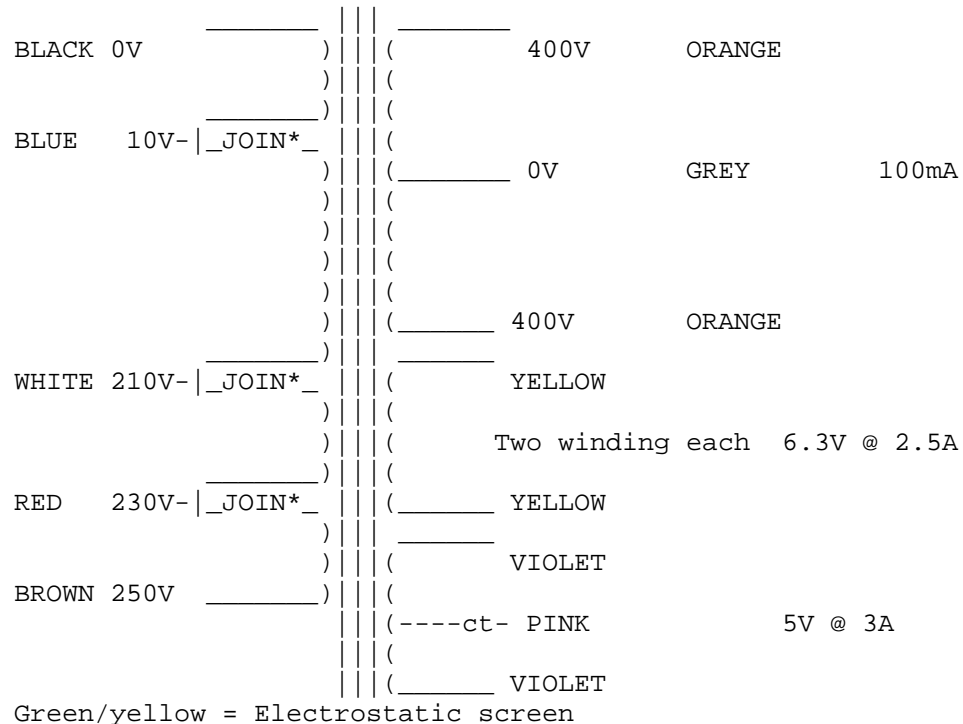 BLACK 0V 400V ORANGE
BLUE 10V-|_JOIN*_
0V GREY 100mA
400V ORANGE
WHITE 210V-|_JOIN*_ YELLOW
Two winding each 6.3V @ 2.5A
RED 230V-|_JOIN*_ YELLOW
VIOLET
BROWN 250V
----ct- PINK 5V @ 3A
VIOLET
Green/yellow = Electrostatic screen